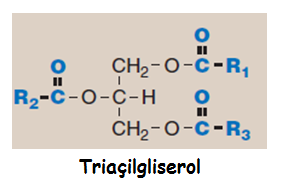 O O
CH₂–O–C–R₁
R₂–C–O–C–H O
CH₂–O–C–R₃
Triaçilgliserol